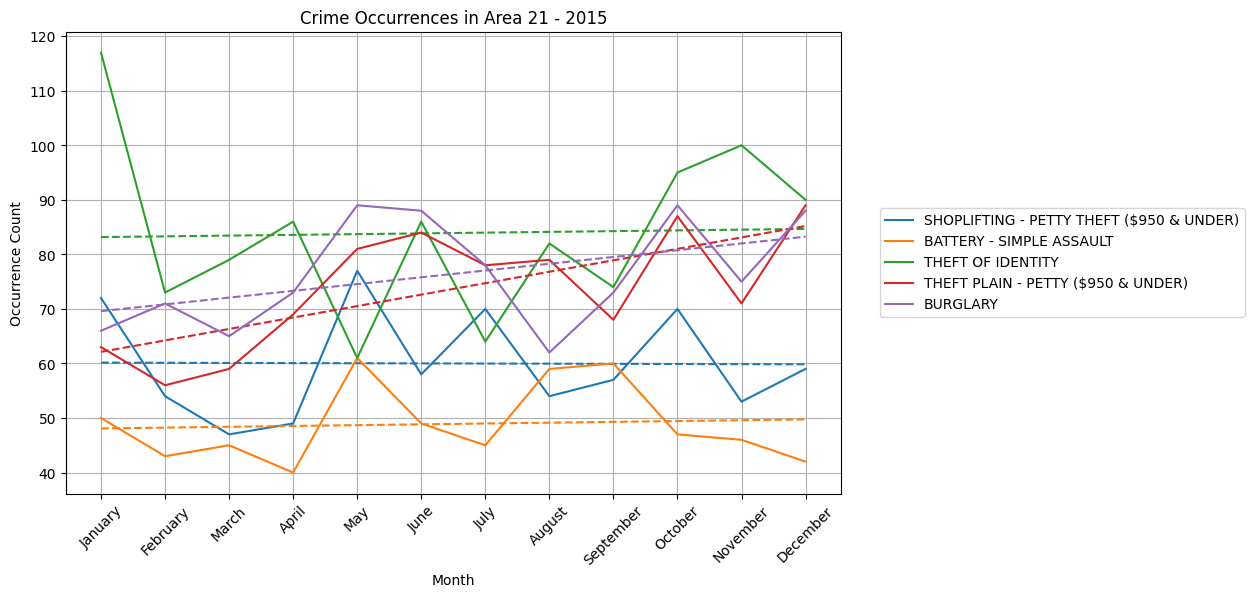 Crime Occurrences in Area 21 - 2015
Occurrence Count
120
110
100
90
80
70
60
50
40
January
February
March
April
May
June
July
August
September
October
November
December
Month
SHOPLIFTING - PETTY THEFT ($950 & UNDER)
BATTERY - SIMPLE ASSAULT
THEFT OF IDENTITY
THEFT PLAIN - PETTY ($950 & UNDER)
BURGLARY